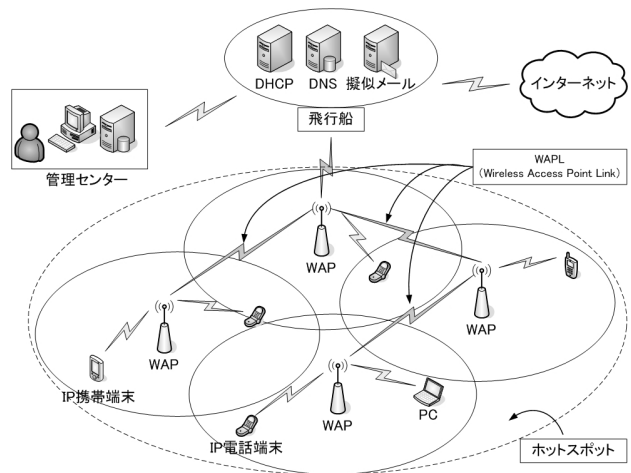 DHCP DNS 擬似メール
インターネット
飛行船
管理センター
WAPL
(Wireless Access Point Link)
WAP
WAP
WAP
IP携帯端末
WAP
PC
IP電話端末
ホットスポット